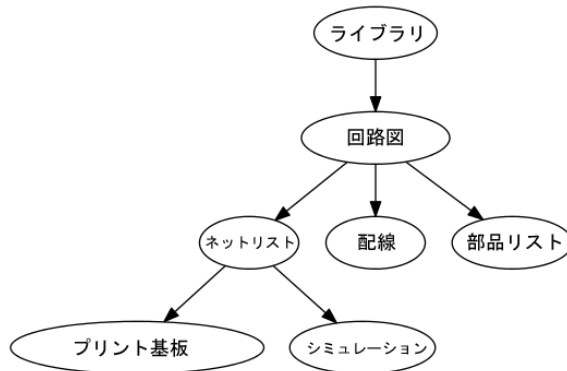 ライブラリ
回路図
ネットリスト
配線
部品リスト
プリント基板
シミュレーション